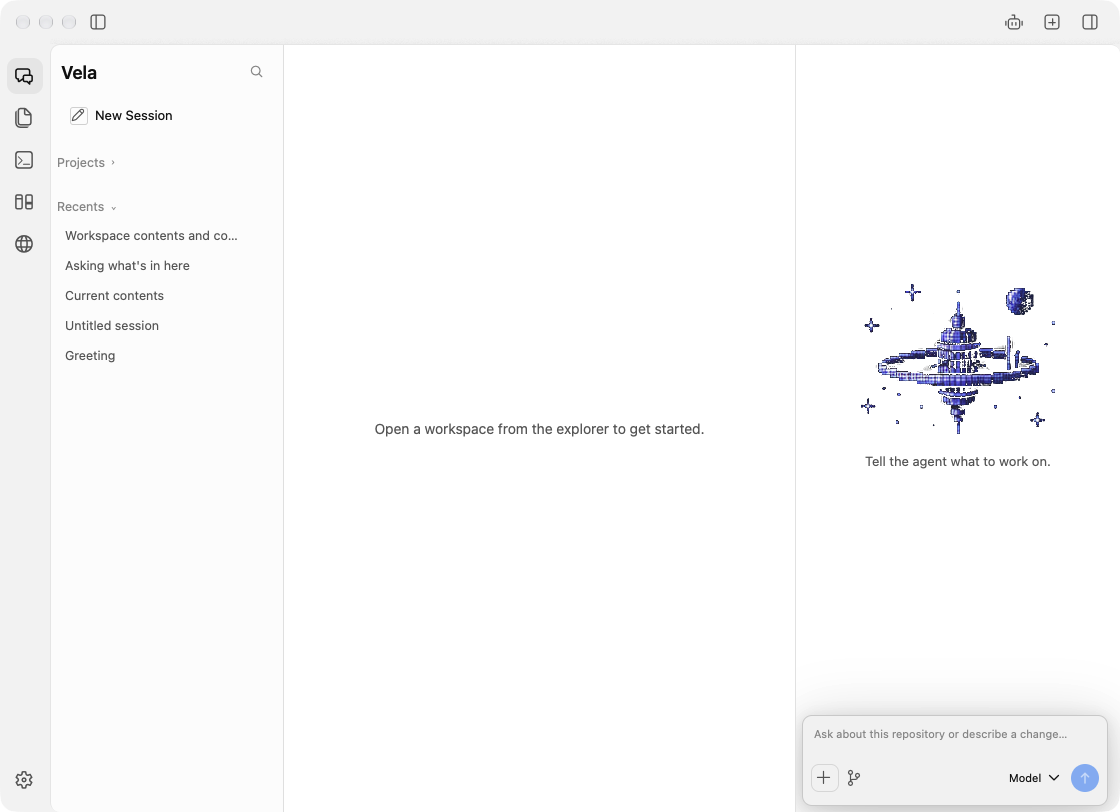 Vela
New Session
Projects
Recents
Workspace contents and co...
Asking what's in here
Current contents
Untitled session
Greeting
Open a workspace from the explorer to get started.
Tell the agent what to work on.
Ask about this repository or describe a change...
Model